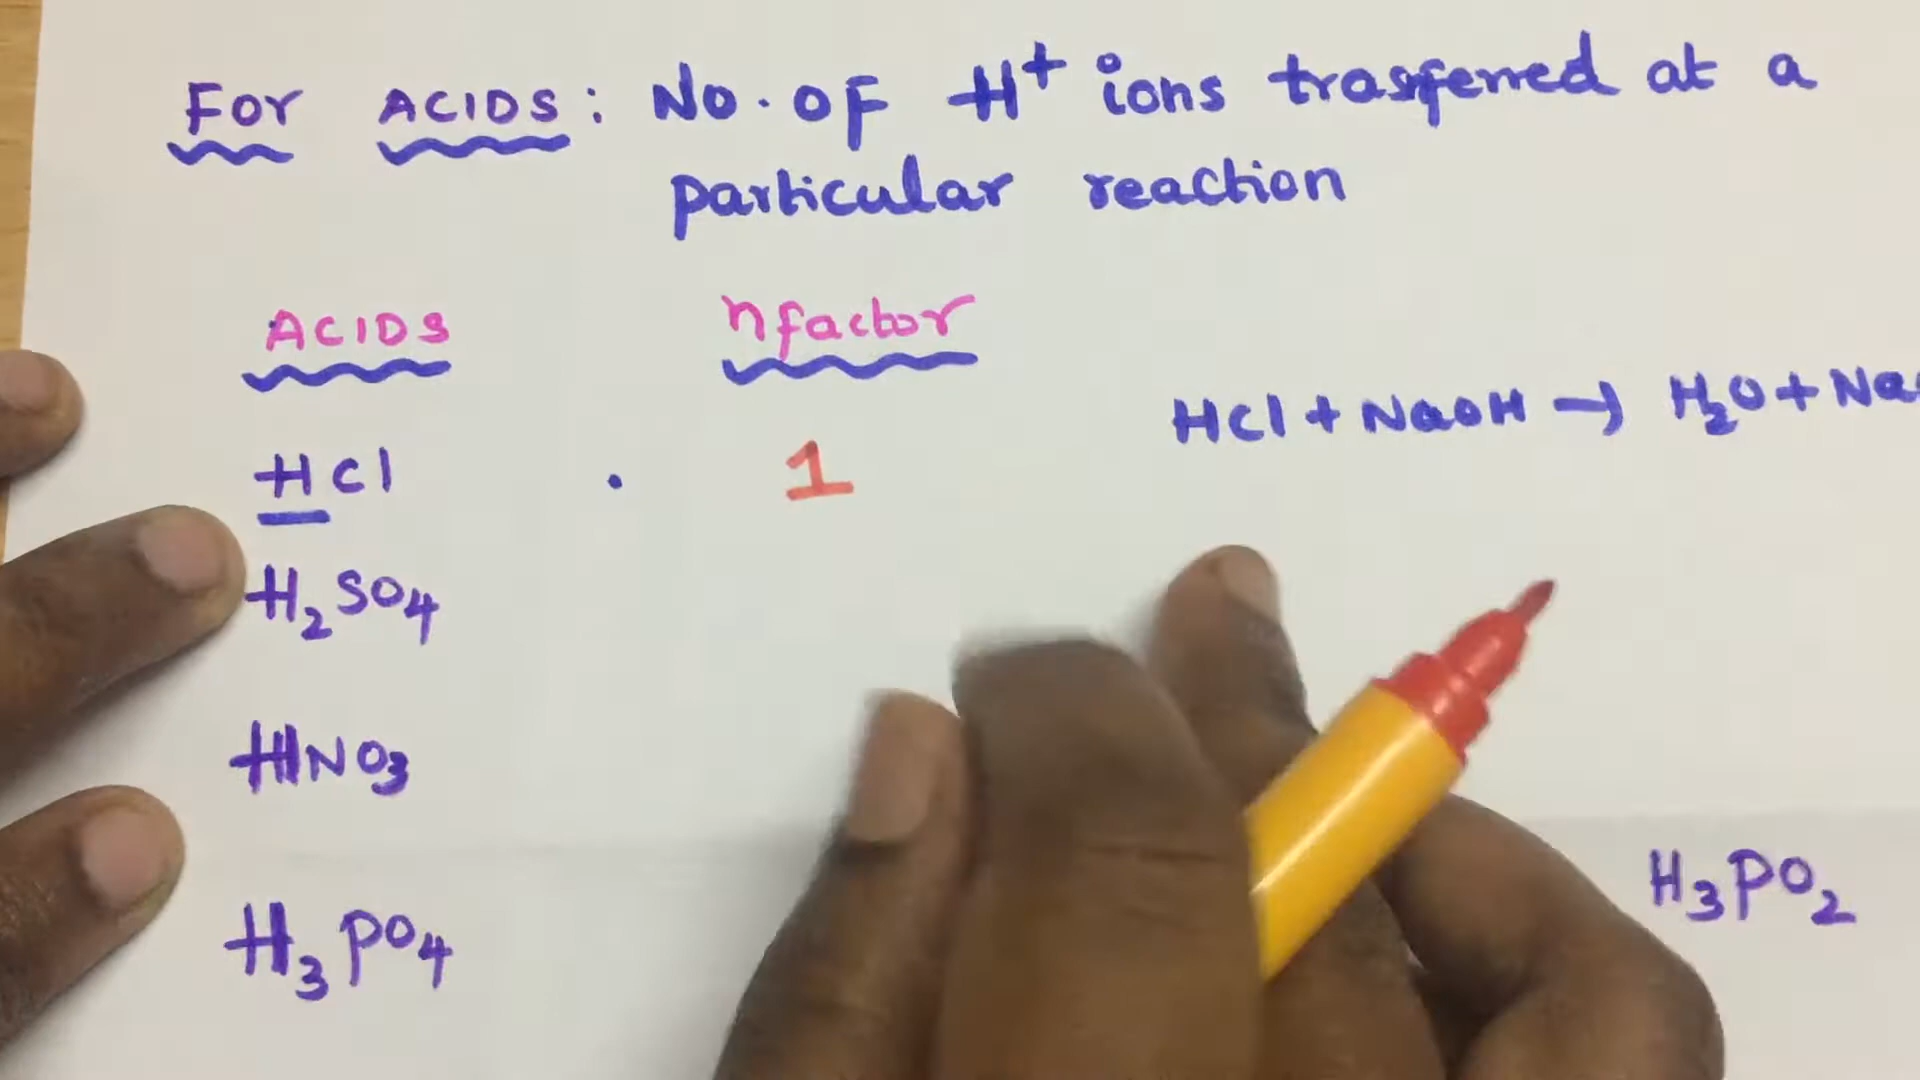 For ACIDS: No. of H⁺ ions trasferred at a
particular reaction
ACIDS nfactor
HCl + NaOH → H₂O + Na
HCl 1
H₂SO₄
HNO₃
H₃PO₂
H₃PO₄